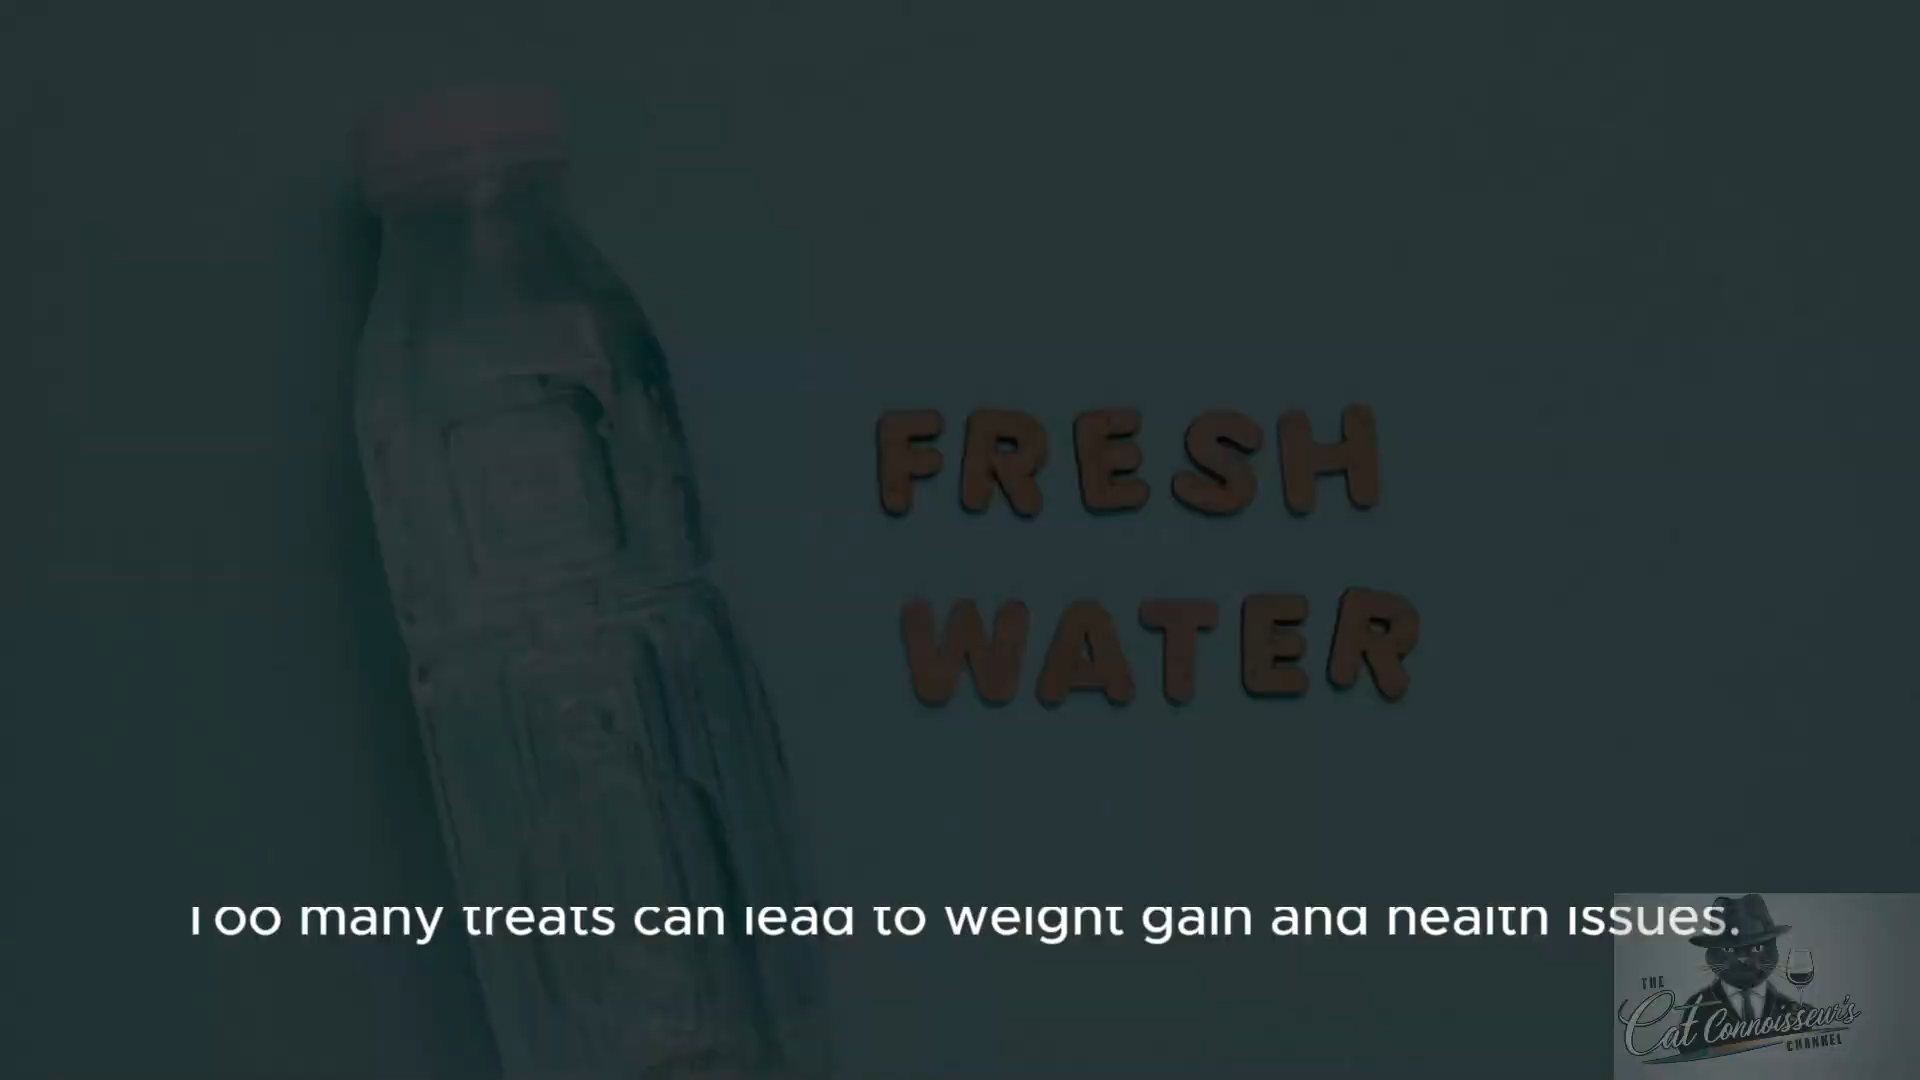 FRESH
WATER
Too many treats can lead to weight gain and health issues.
THE
Cat Connoisseur's
CHANNEL